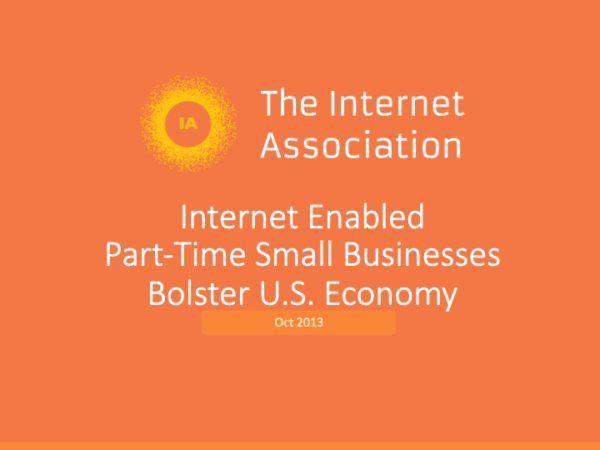 IA
The Internet
Association
Internet Enabled
Part-Time Small Businesses
Bolster U.S. Economy
Oct 2013